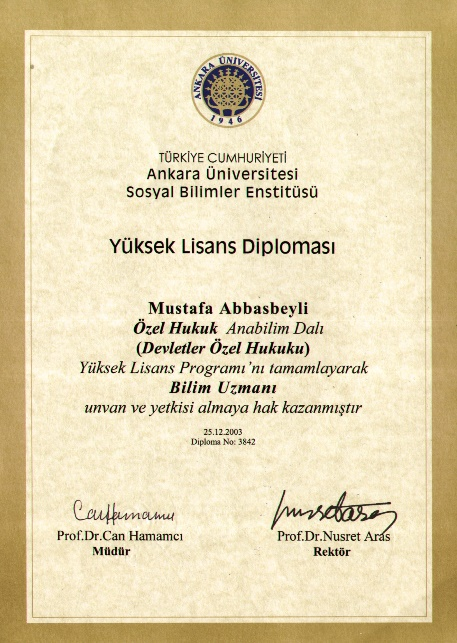 ANKARA ÜNİVERSİTESİ
1946
TÜRKİYE CUMHURİYETİ
Ankara Üniversitesi
Sosyal Bilimler Enstitüsü
Yüksek Lisans Diploması
Mustafa Abbasbeyli
Özel Hukuk Anabilim Dalı
(Devletler Özel Hukuku)
Yüksek Lisans Programı'nı tamamlayarak
Bilim Uzmanı
unvan ve yetkisi almaya hak kazanmıştır
25.12.2003
Diploma No: 3842
Prof.Dr.Can Hamamcı
Müdür
Prof.Dr.Nusret Aras
Rektör